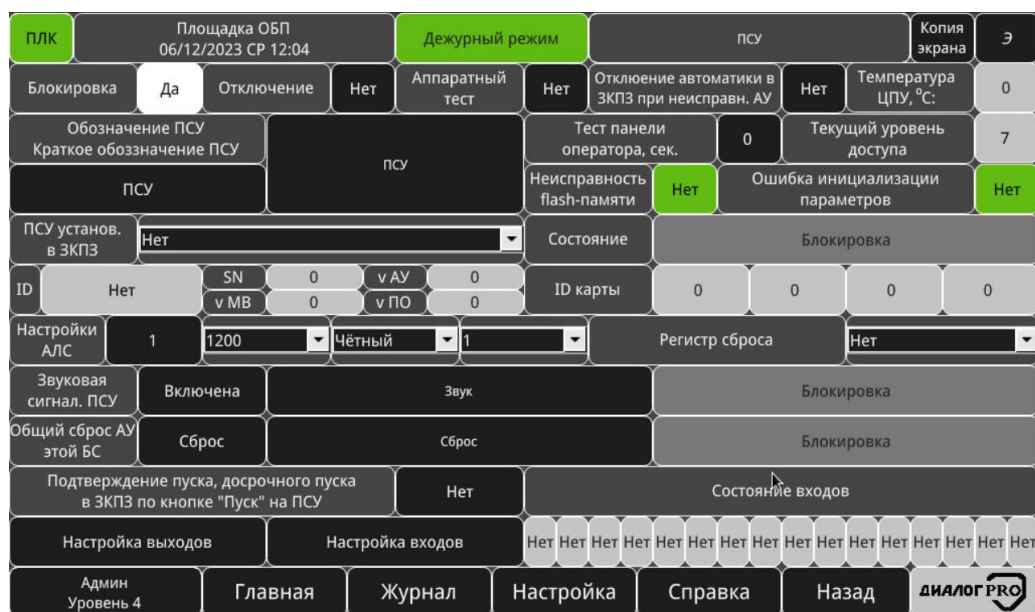 ПЛК
Площадка ОБП
06/12/2023 СР 12:04
Дежурный режим
ПСУ
Копия
экрана
Э
Блокировка
Да
Отключение
Нет
Аппаратный
тест
Нет
Отклюение автоматики в
ЗКПЗ при неисправн. АУ
Нет
Температура
ЦПУ, °С:
0
Обозначение ПСУ
Краткое обоззначение ПСУ
ПСУ
Тест панели
оператора, сек.
0
Текущий уровень
доступа
7
ПСУ
Неисправность
flash-памяти
Нет
Ошибка инициализации
параметров
Нет
ПСУ установ.
в ЗКПЗ
Нет
Состояние
Блокировка
ID
Нет
SN
0
v АУ
0
v МВ
0
v ПО
0
ID карты
0
0
0
0
Настройки
АЛС
1
1200
Чётный
1
Регистр сброса
Нет
Звуковая
сигнал. ПСУ
Включена
Звук
Блокировка
Общий сброс АУ
этой БС
Сброс
Сброс
Блокировка
Подтверждение пуска, досрочного пуска
в ЗКПЗ по кнопке "Пуск" на ПСУ
Нет
Состояние входов
Настройка выходов
Настройка входов
Нет Нет Нет Нет Нет Нет Нет Нет Нет Нет Нет Нет Нет Нет Нет Нет
Админ
Уровень 4
Главная
Журнал
Настройка
Справка
Назад
ДИАЛОГ PRO